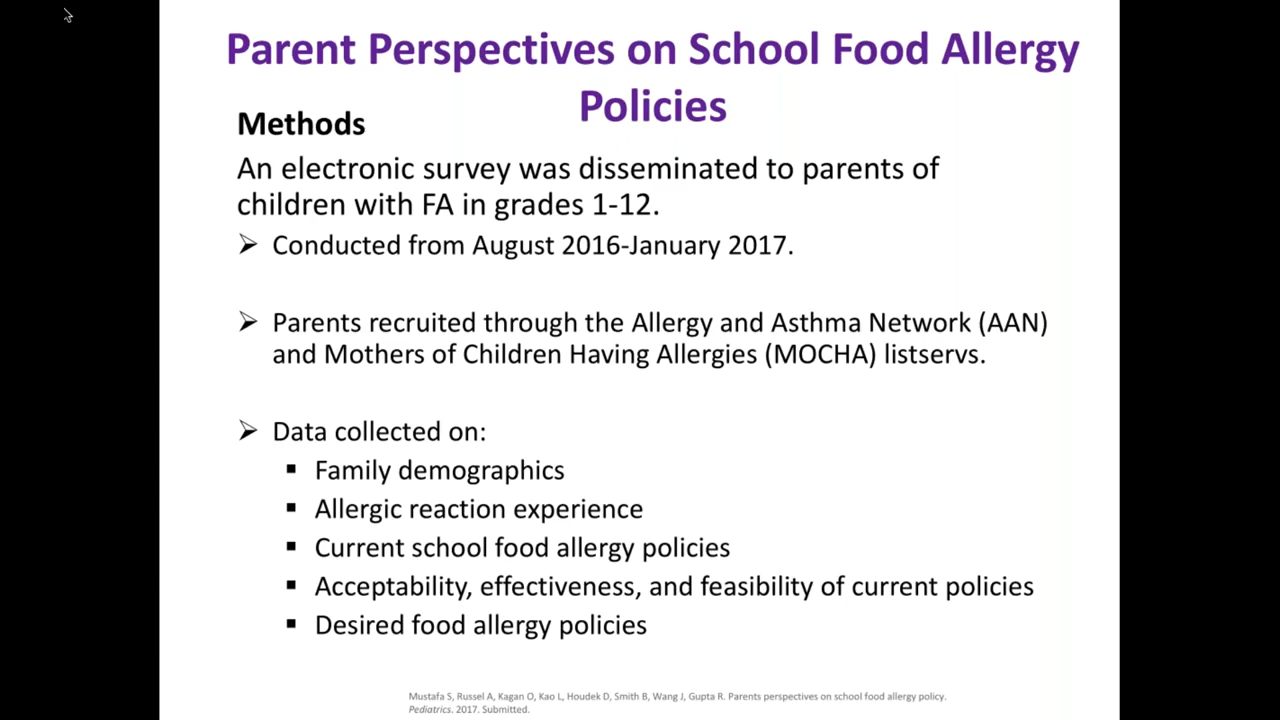 Parent Perspectives on School Food Allergy
Policies
Methods
An electronic survey was disseminated to parents of
children with FA in grades 1-12.
➢ Conducted from August 2016-January 2017.
➢ Parents recruited through the Allergy and Asthma Network (AAN)
and Mothers of Children Having Allergies (MOCHA) listservs.
➢ Data collected on:
▪ Family demographics
▪ Allergic reaction experience
▪ Current school food allergy policies
▪ Acceptability, effectiveness, and feasibility of current policies
▪ Desired food allergy policies
Mustafa S, Russel A, Kagan O, Kao L, Houdek D, Smith B, Wang J, Gupta R. Parents perspectives on school food allergy policy.
Pediatrics. 2017. Submitted.